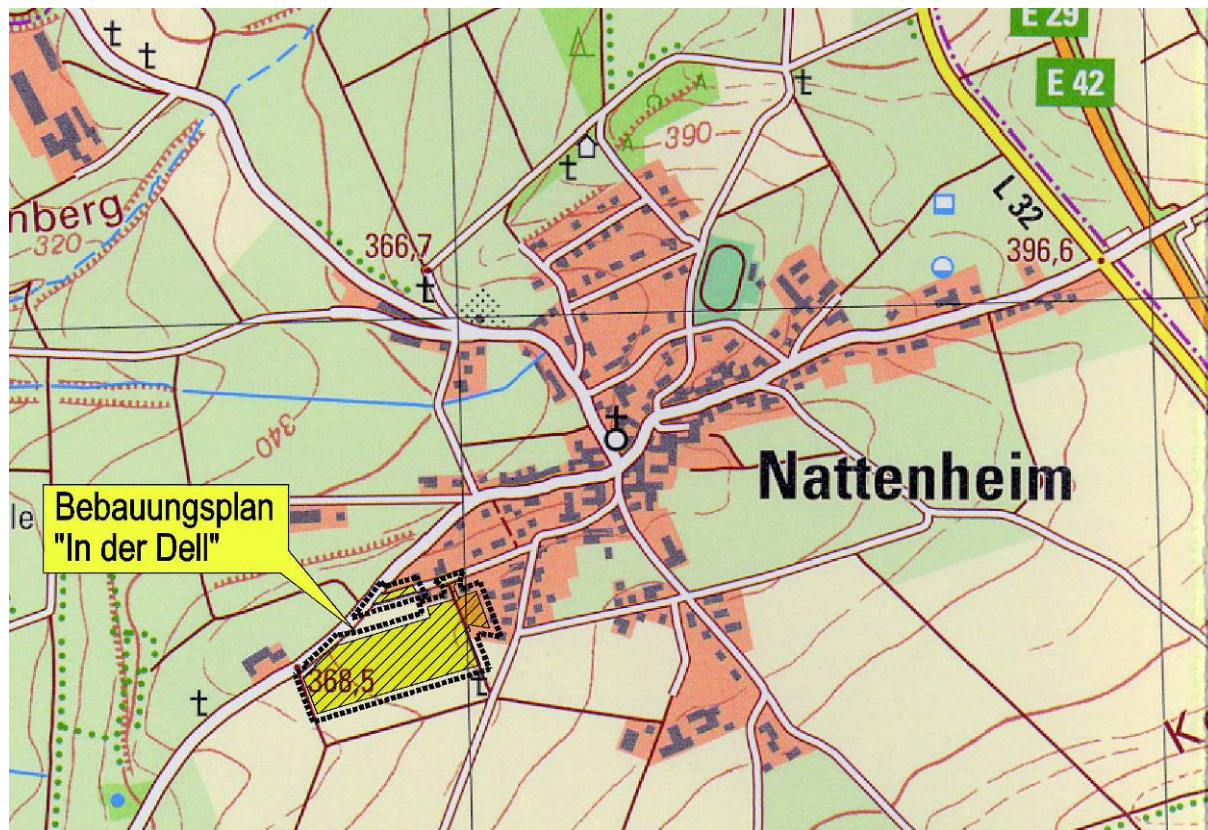 E 29
E 42
390
nberg
320
366,7
L 32
396,6
340
Nattenheim
le
Bebauungsplan
"In der Dell"
368,5
K